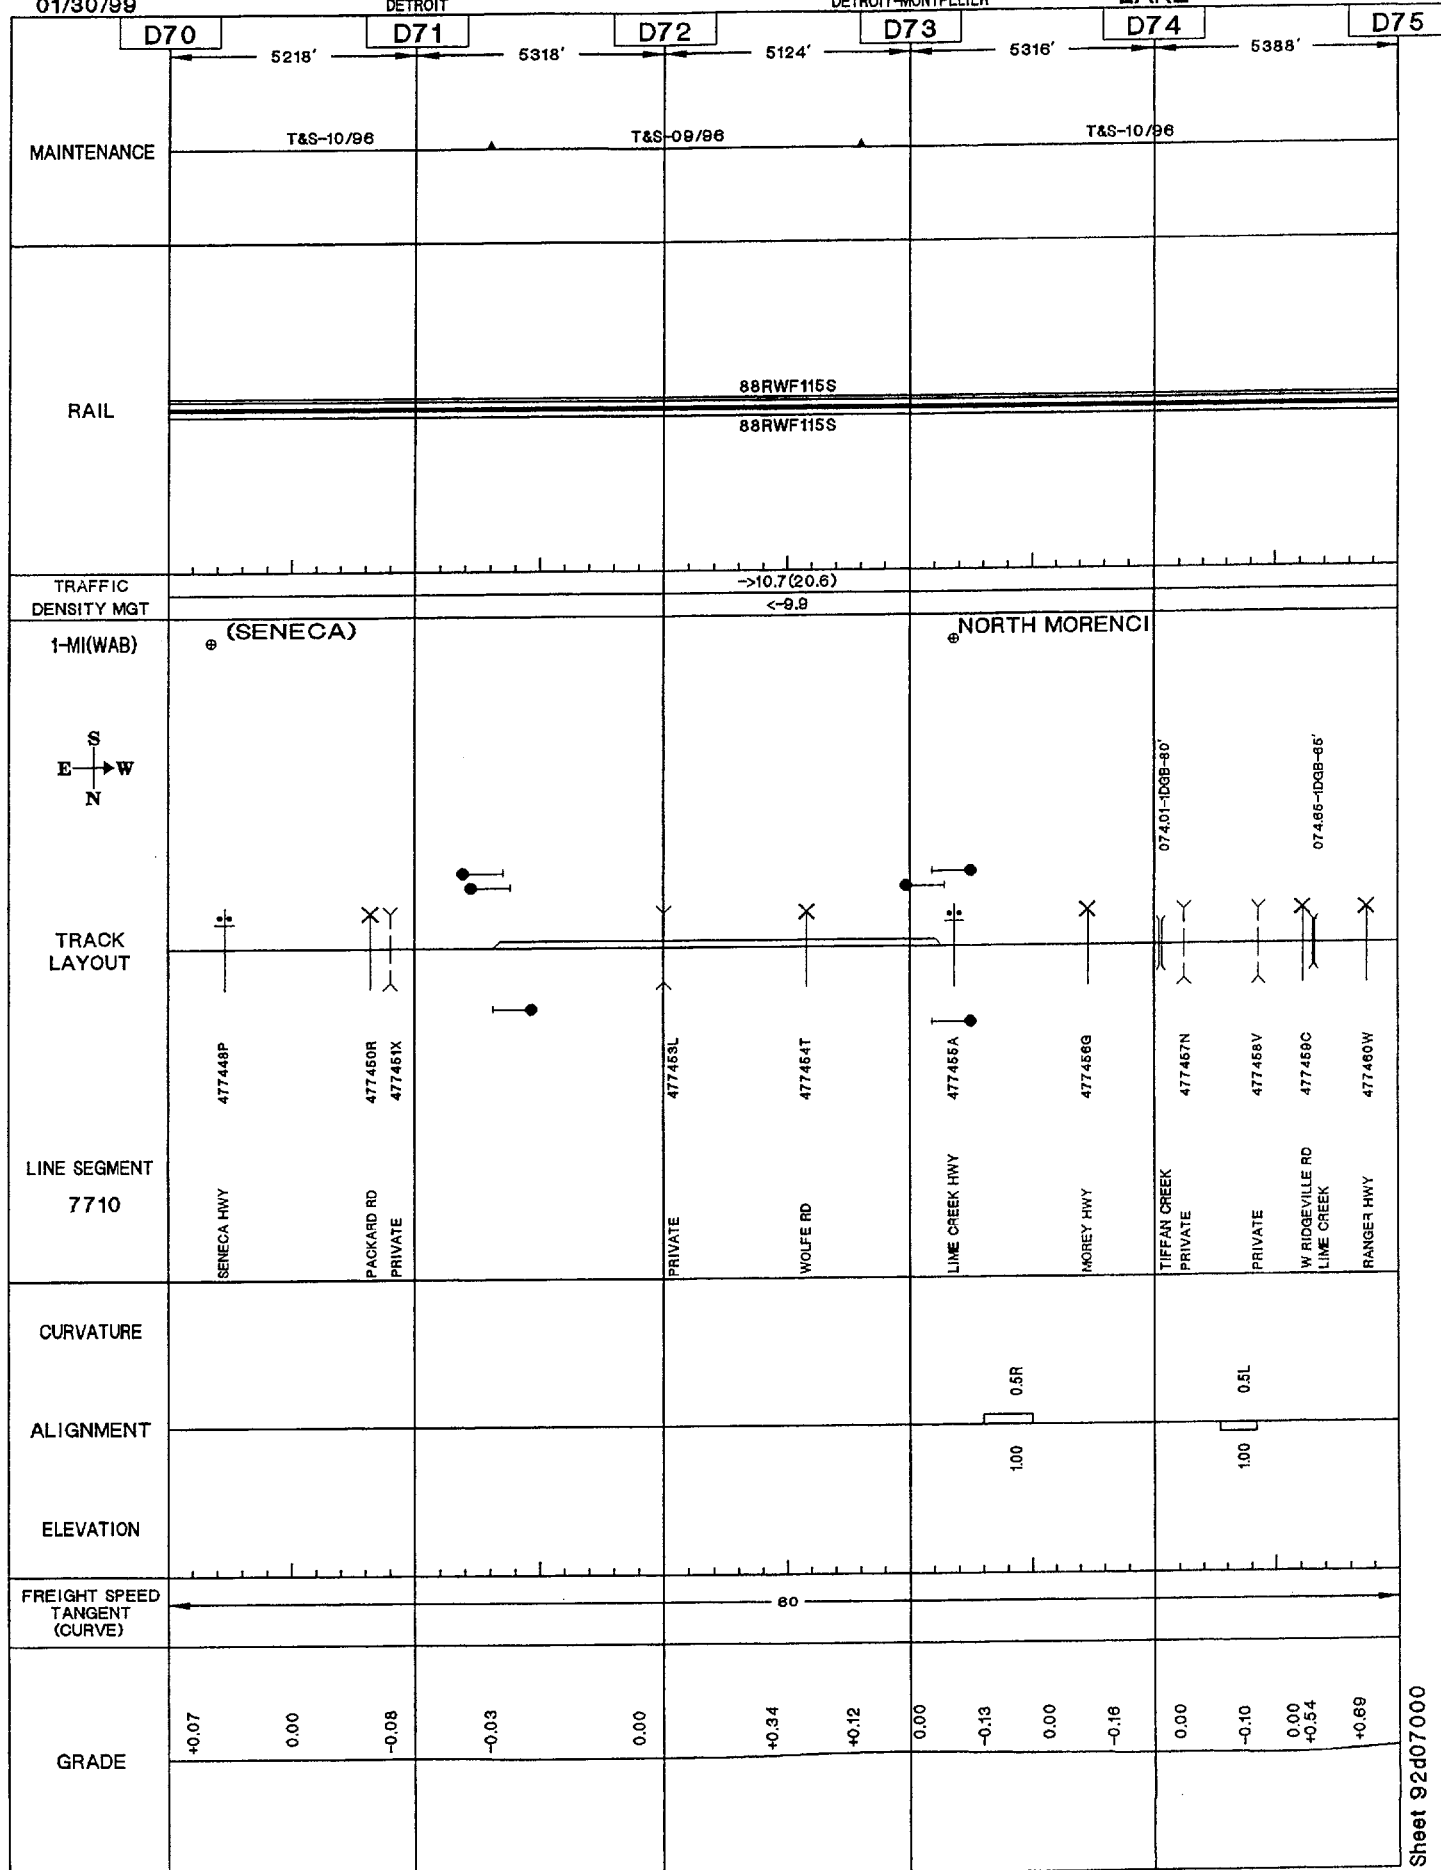 01/30/99 DETROIT DETROIT-MONTPELIER
D70 D71 D72 D73 D74 D75
5218' 5318' 5124' 5316' 5388'
MAINTENANCE T&S-10/96 T&S-09/96 T&S-10/96
RAIL
88RWF115S
88RWF115S
TRAFFIC
DENSITY MGT
->10.7(20.6)
<-9.9
1-MI(WAB)
(SENECA) NORTH MORENCI
S
E W
N
074.01-1DGB-80' 074.65-1DGB-65'
TRACK
LAYOUT
477448P 477450R 477451X 477453L 477454T 477455A 477456G 477457N 477458V 477459C 477460W
LINE SEGMENT
7710
SENECA HWY
PACKARD RD
PRIVATE
PRIVATE
WOLFE RD
LIME CREEK HWY
MOREY HWY
TIFFAN CREEK
PRIVATE
PRIVATE
W RIDGEVILLE RD
LIME CREEK
RANGER HWY
CURVATURE
0.5R 0.5L
ALIGNMENT
1.00 1.00
ELEVATION
FREIGHT SPEED
TANGENT
(CURVE)
60
GRADE
+0.07 0.00 -0.08 -0.03 0.00 +0.34 +0.12 0.00 -0.13 0.00 -0.16 0.00 -0.10 0.00 +0.54 +0.69
Sheet 92d07000